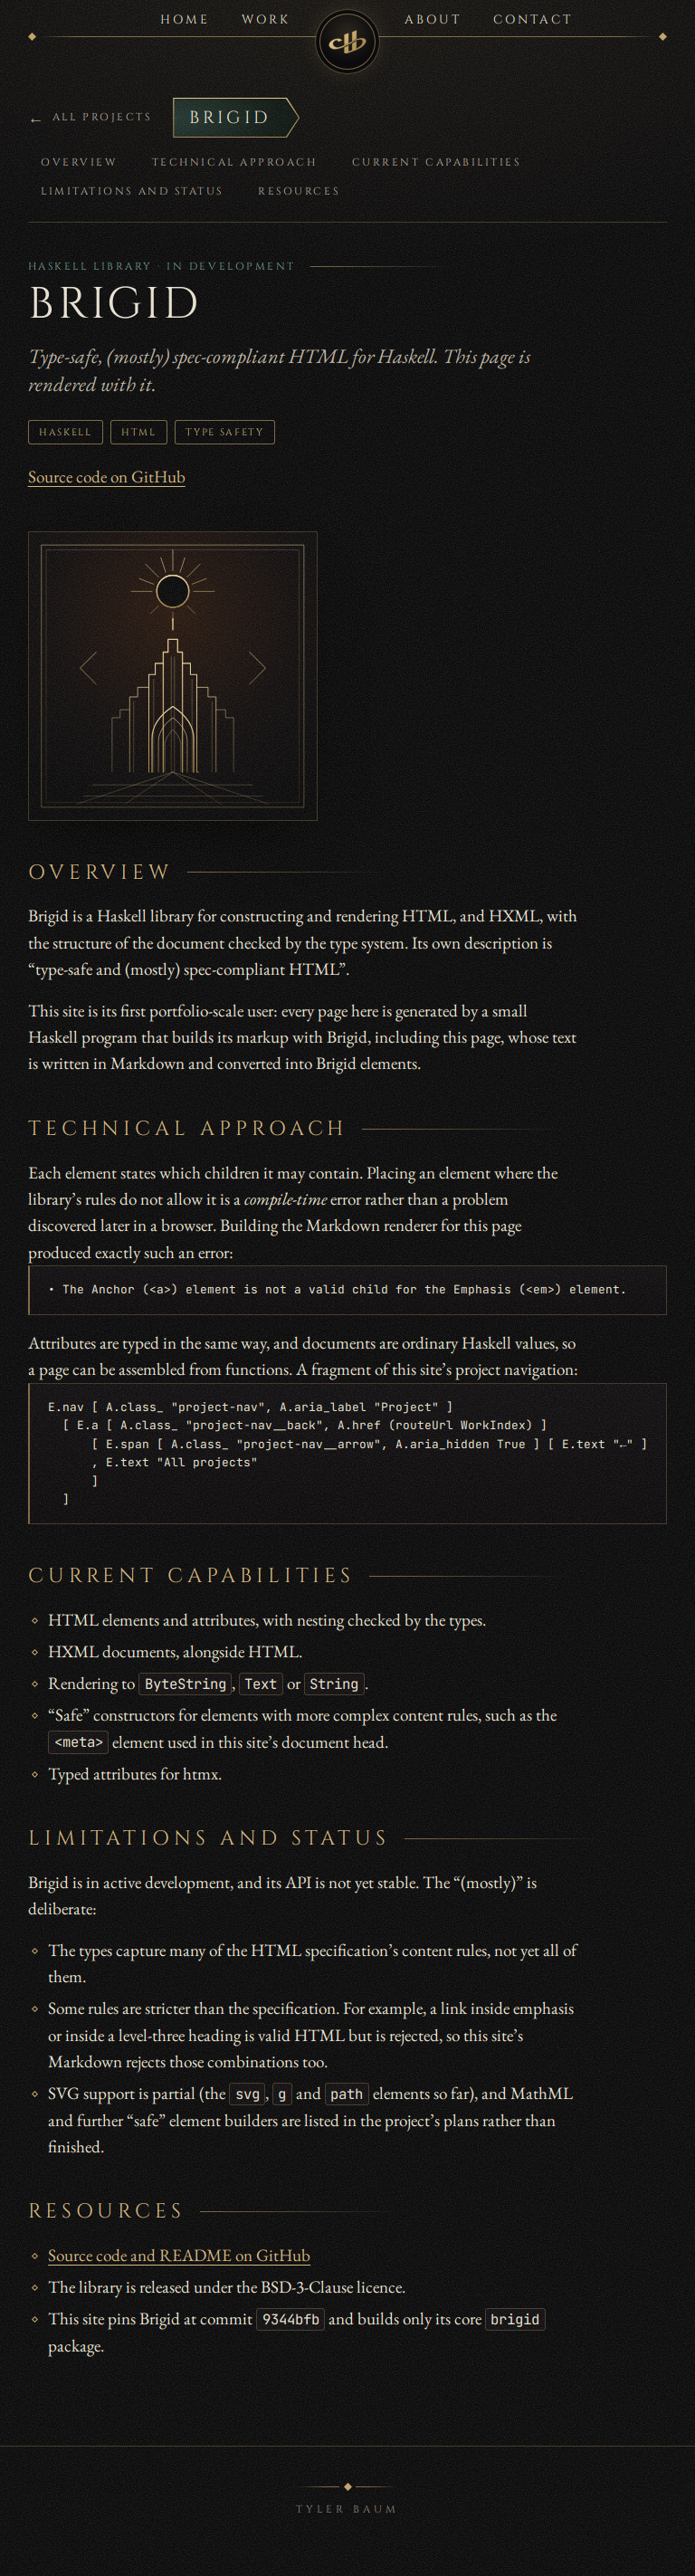 HOME WORK ABOUT CONTACT
← ALL PROJECTS BRIGID
OVERVIEW TECHNICAL APPROACH CURRENT CAPABILITIES
LIMITATIONS AND STATUS RESOURCES
HASKELL LIBRARY · IN DEVELOPMENT
BRIGID
Type-safe, (mostly) spec-compliant HTML for Haskell. This page is
rendered with it.
HASKELL HTML TYPE SAFETY
Source code on GitHub
OVERVIEW
Brigid is a Haskell library for constructing and rendering HTML, and HXML, with
the structure of the document checked by the type system. Its own description is
“type-safe and (mostly) spec-compliant HTML”.
This site is its first portfolio-scale user: every page here is generated by a small
Haskell program that builds its markup with Brigid, including this page, whose text
is written in Markdown and converted into Brigid elements.
TECHNICAL APPROACH
Each element states which children it may contain. Placing an element where the
library’s rules do not allow it is a compile-time error rather than a problem
discovered later in a browser. Building the Markdown renderer for this page
produced exactly such an error:
• The Anchor (<a>) element is not a valid child for the Emphasis (<em>) element.
Attributes are typed in the same way, and documents are ordinary Haskell values, so
a page can be assembled from functions. A fragment of this site’s project navigation:
E.nav [ A.class_ "project-nav", A.aria_label "Project" ]
[ E.a [ A.class_ "project-nav__back", A.href (routeUrl WorkIndex) ]
[ E.span [ A.class_ "project-nav__arrow", A.aria_hidden True ] [ E.text "←" ]
, E.text "All projects"
]
]
CURRENT CAPABILITIES
HTML elements and attributes, with nesting checked by the types.
HXML documents, alongside HTML.
Rendering to ByteString, Text or String.
“Safe” constructors for elements with more complex content rules, such as the
<meta> element used in this site’s document head.
Typed attributes for htmx.
LIMITATIONS AND STATUS
Brigid is in active development, and its API is not yet stable. The “(mostly)” is
deliberate:
The types capture many of the HTML specification’s content rules, not yet all of
them.
Some rules are stricter than the specification. For example, a link inside emphasis
or inside a level-three heading is valid HTML but is rejected, so this site’s
Markdown rejects those combinations too.
SVG support is partial (the svg, g and path elements so far), and MathML
and further “safe” element builders are listed in the project’s plans rather than
finished.
RESOURCES
Source code and README on GitHub
The library is released under the BSD-3-Clause licence.
This site pins Brigid at commit 9344bfb and builds only its core brigid
package.
TYLER BAUM